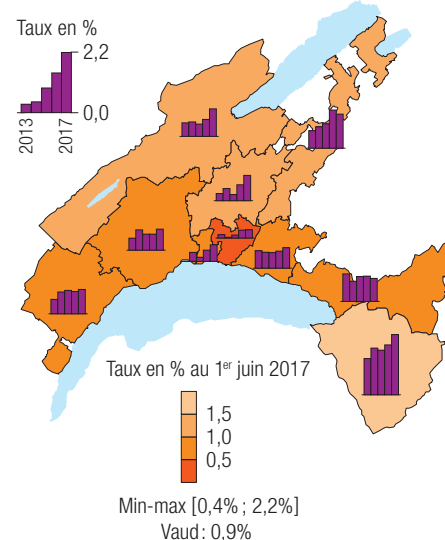 Taux en %
2,2
0,0
2013
2017
Taux en % au 1er juin 2017
1,5
1,0
0,5
Min-max [0,4% ; 2,2%]
Vaud: 0,9%